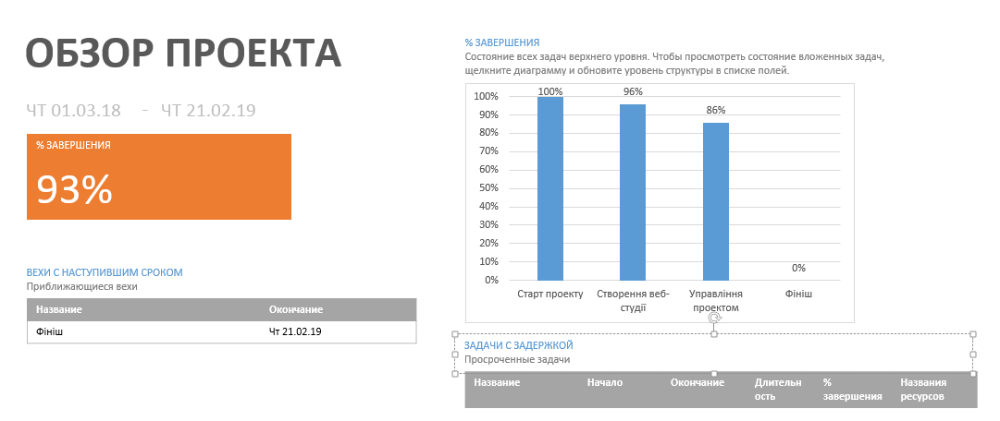 ОБЗОР ПРОЕКТА
ЧТ 01.03.18 - ЧТ 21.02.19
% ЗАВЕРШЕНИЯ
93%
ВЕХИ С НАСТУПИВШИМ СРОКОМ
Приближающиеся вехи
Название Окончание
Фініш Чт 21.02.19
% ЗАВЕРШЕНИЯ
Состояние всех задач верхнего уровня. Чтобы просмотреть состояние вложенных задач,
щелкните диаграмму и обновите уровень структуры в списке полей.
100%
96%
86%
0%
100%
90%
80%
70%
60%
50%
40%
30%
20%
10%
0%
Старт проекту Створення веб- Управління Фініш
студії проектом
ЗАДАЧИ С ЗАДЕРЖКОЙ
Просроченные задачи
Название Начало Окончание Длительн % Названия
ость завершения ресурсов